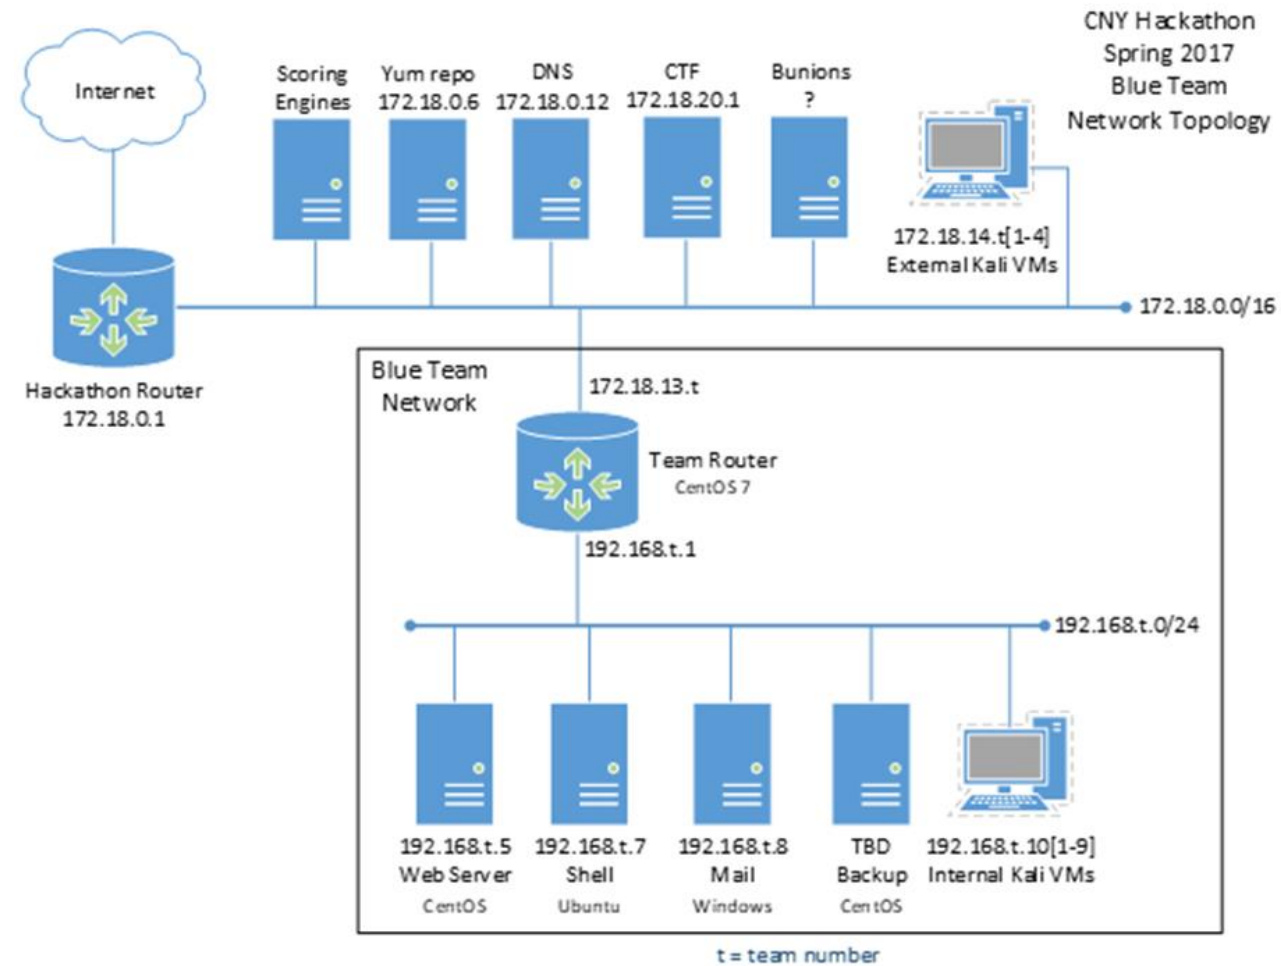 CNY Hackathon
Spring 2017
Blue Team
Network Topology
Internet
Scoring
Engines
Yum repo
172.18.0.6
DNS
172.18.0.12
CTF
172.18.20.1
Bunions
?
172.18.14.t[1-4]
External Kali VMs
172.18.0.0/16
Hackathon Router
172.18.0.1
Blue Team
Network
172.18.13.t
Team Router
CentOS 7
192.168.t.1
192.168.t.0/24
192.168.t.5
Web Server
CentOS
192.168.t.7
Shell
Ubuntu
192.168.t.8
Mail
Windows
TBD
Backup
CentOS
192.168.t.10[1-9]
Internal Kali VMs
t = team number